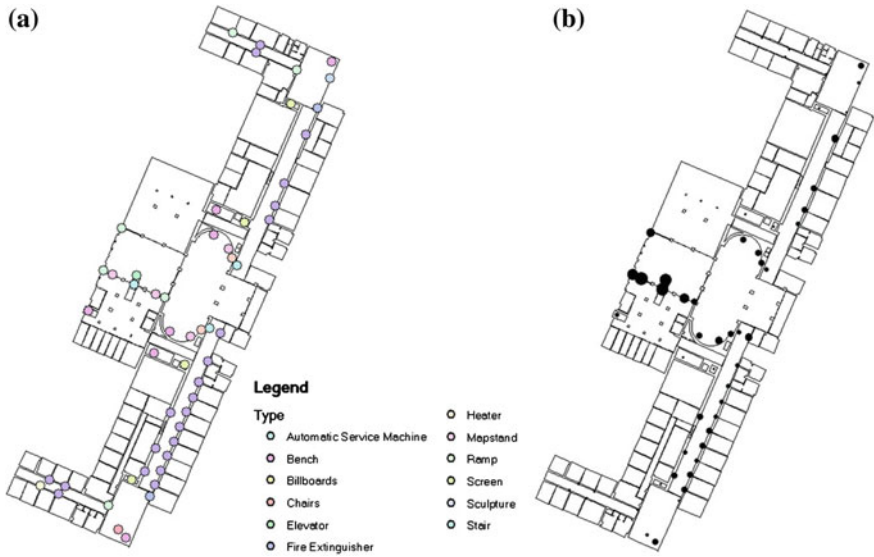 (a)
(b)
Legend
Type
Automatic Service Machine
Bench
Billboards
Chairs
Elevator
Fire Extinguisher
Heater
Mapstand
Ramp
Screen
Sculpture
Stair